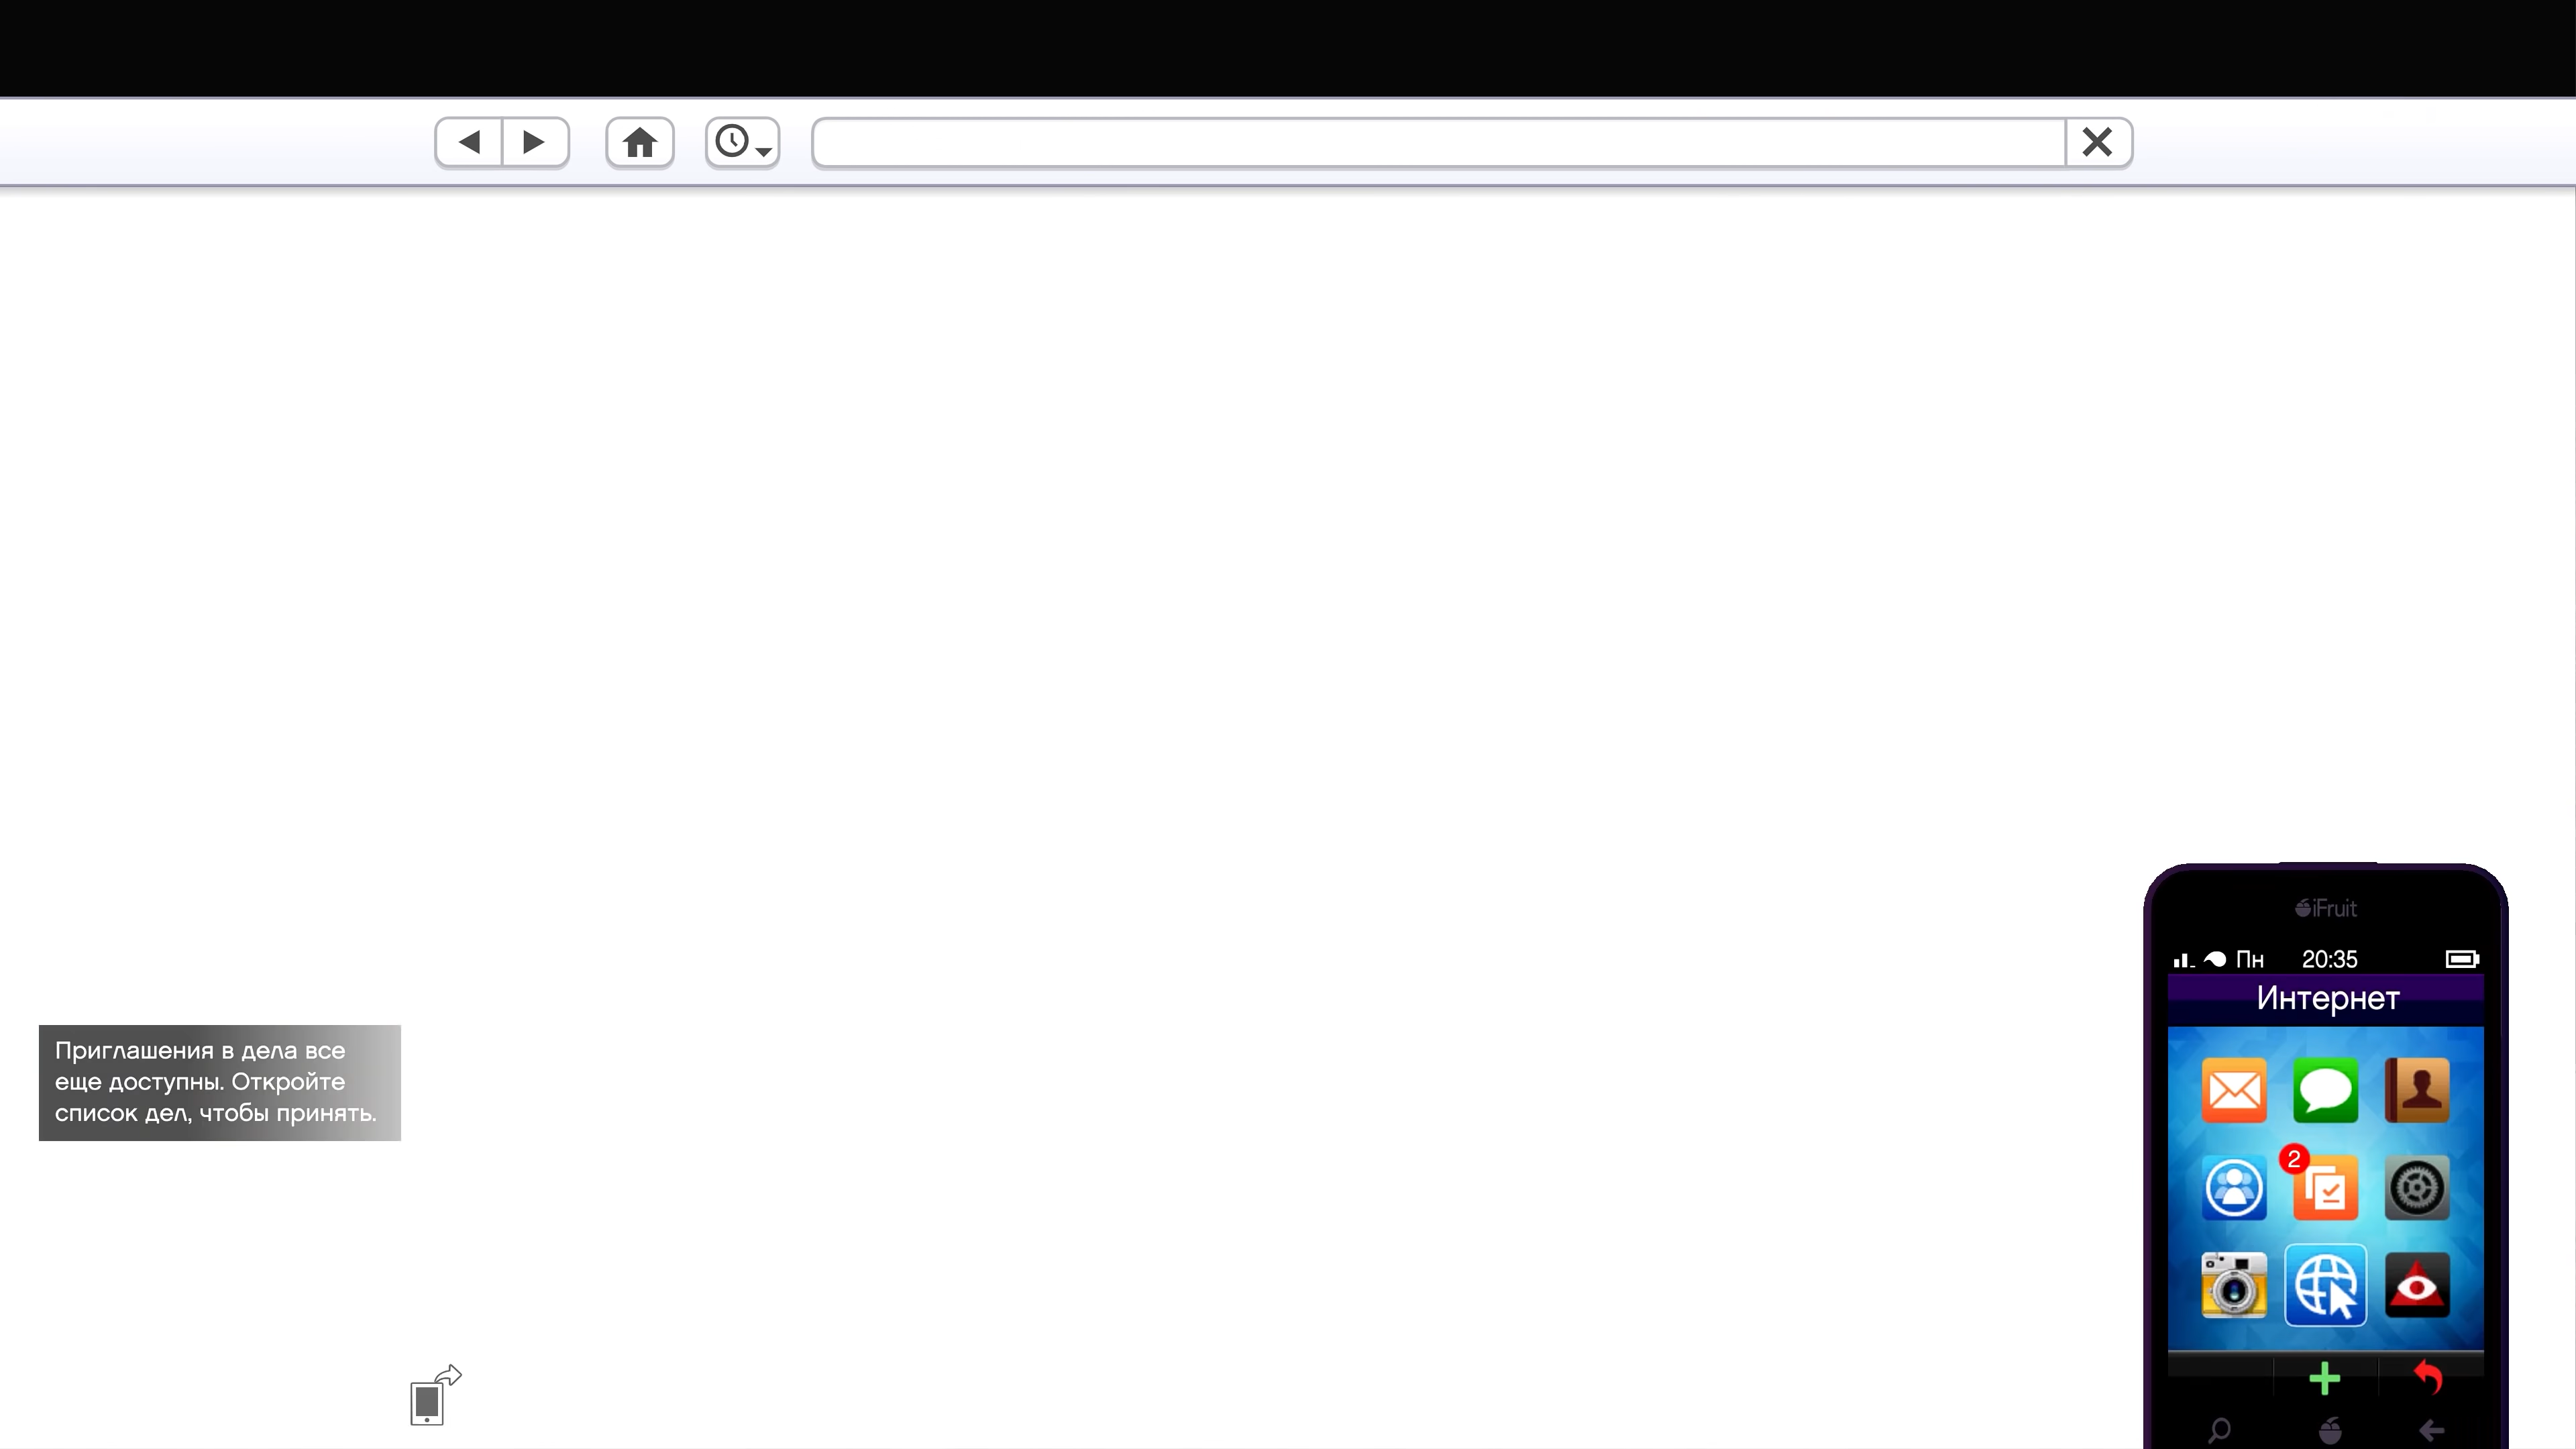 iFruit
Пн 20:35
Интернет
Приглашения в дела все
еще доступны. Откройте
список дел, чтобы принять.
2